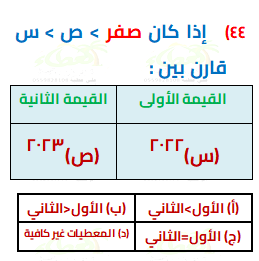 ٤٤) إذا كان صفر > ص > س
قارن بين :
القيمة الأولى القيمة الثانية
(س)٢٠٢٢ (ص)٢٠٢٣
(أ) الأول>الثاني (ب) الأول<الثاني
(ج) الأول=الثاني (د) المعطيات غير كافية